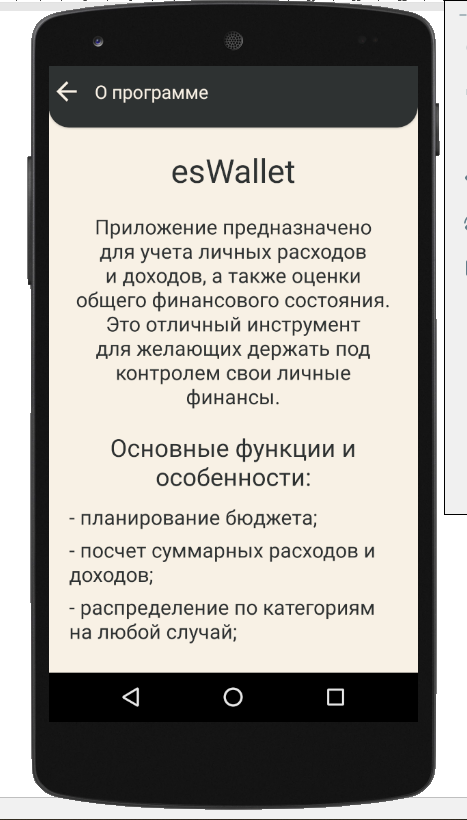 О программе
esWallet
Приложение предназначено
для учета личных расходов
и доходов, а также оценки
общего финансового состояния.
Это отличный инструмент
для желающих держать под
контролем свои личные
финансы.
Основные функции и
особенности:
- планирование бюджета;
- посчет суммарных расходов и
доходов;
- распределение по категориям
на любой случай;